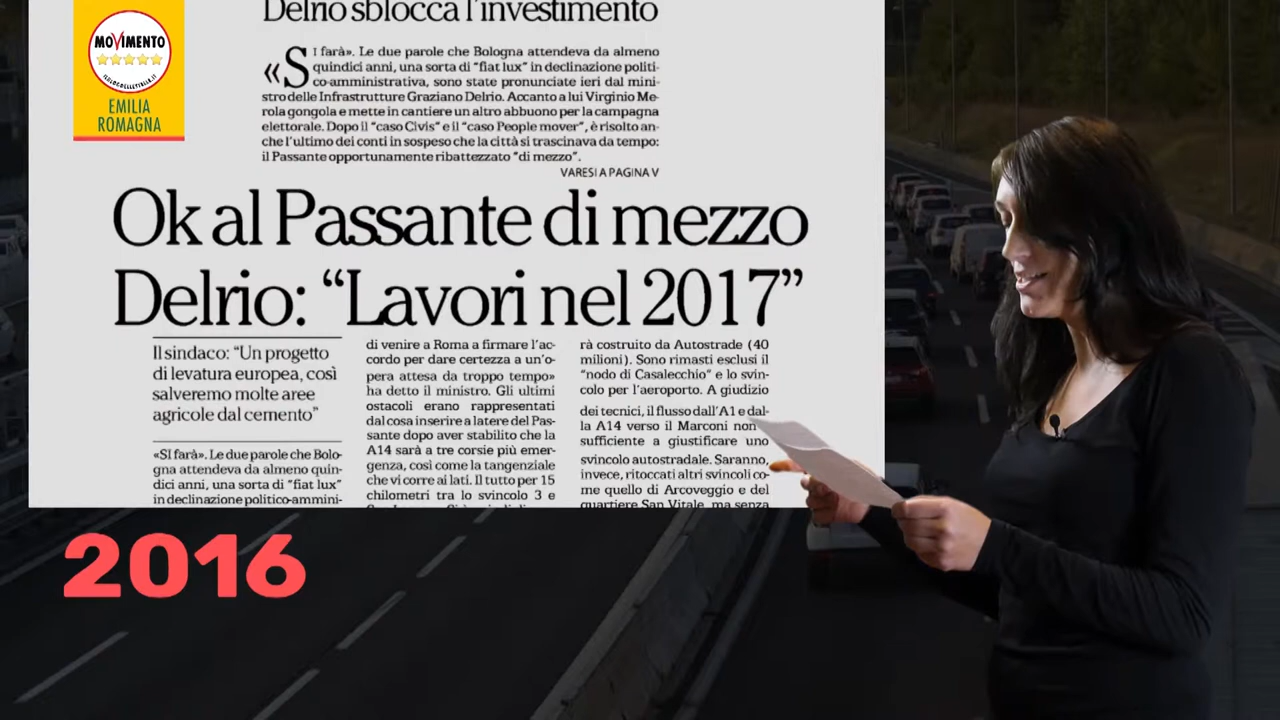 MOVIMENTO
EMILIA
ROMAGNA
Delrio sblocca l'investimento
«SI farà». Le due parole che Bologna attendeva da almeno
quindici anni, una sorta di "fiat lux" in declinazione politi-
co-amministrativa, sono state pronunciate ieri dal mini-
stro delle Infrastrutture Graziano Delrio. Accanto a lui Virginio Me-
rola gongola e mette in cantiere un altro abbuono per la campagna
elettorale. Dopo il "caso Civis" e il "caso People mover", è risolto an-
che l'ultimo dei conti in sospeso che la città si trascinava da tempo:
il Passante opportunamente ribattezzato "di mezzo".
VARESI A PAGINA V
Ok al Passante di mezzo
Delrio: "Lavori nel 2017"
Il sindaco: "Un progetto
di levatura europea, così
salveremo molte aree
agricole dal cemento"
«SI farà». Le due parole che Bolo-
gna attendeva da almeno quin-
dici anni, una sorta di "fiat lux"
in declinazione politico-ammini-
di venire a Roma a firmare l'ac-
cordo per dare certezza a un'o-
pera attesa da troppo tempo»
ha detto il ministro. Gli ultimi
ostacoli erano rappresentati
dal cosa inserire a latere del Pas-
sante dopo aver stabilito che la
A14 sarà a tre corsie più emer-
genza, così come la tangenziale
che vi corre ai lati. Il tutto per 15
chilometri tra lo svincolo 3 e
rà costruito da Autostrade (40
milioni). Sono rimasti esclusi il
"nodo di Casalecchio" e lo svin-
colo per l'aeroporto. A giudizio
dei tecnici, il flusso dall'A1 e dal-
la A14 verso il Marconi non
sufficiente a giustificare uno
svincolo autostradale. Saranno,
invece, ritoccati altri svincoli co-
me quello di Arcoveggio e del
quartiere San Vitale, ma senza
2016